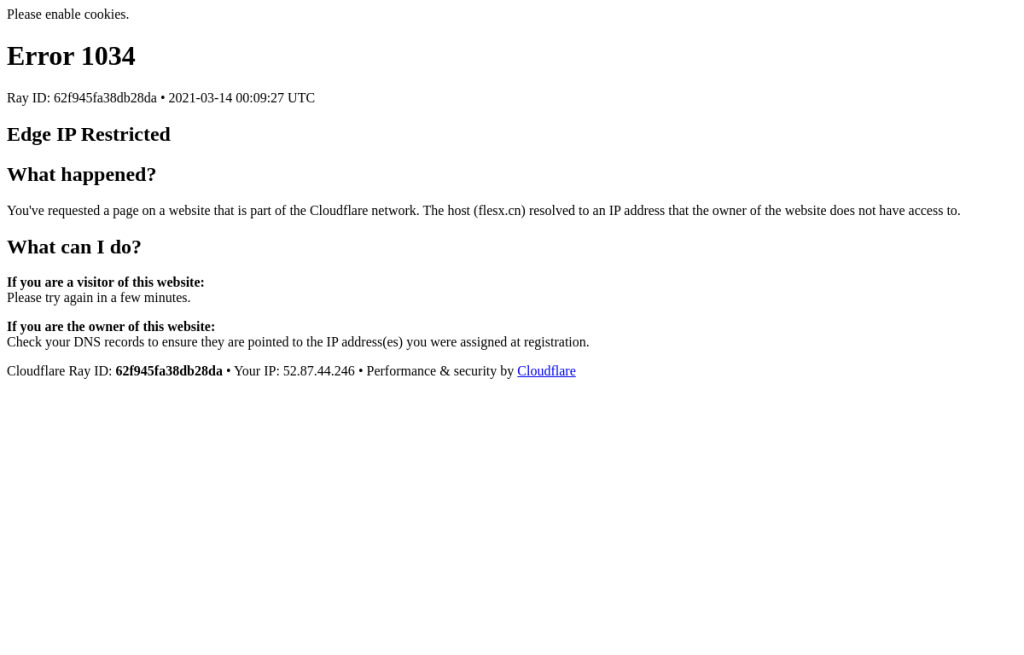 Please enable cookies.
Error 1034
Ray ID: 62f945fa38db28da • 2021-03-14 00:09:27 UTC
Edge IP Restricted
What happened?
You've requested a page on a website that is part of the Cloudflare network. The host (flesx.cn) resolved to an IP address that the owner of the website does not have access to.
What can I do?
If you are a visitor of this website:
Please try again in a few minutes.
If you are the owner of this website:
Check your DNS records to ensure they are pointed to the IP address(es) you were assigned at registration.
Cloudflare Ray ID: 62f945fa38db28da • Your IP: 52.87.44.246 • Performance & security by Cloudflare